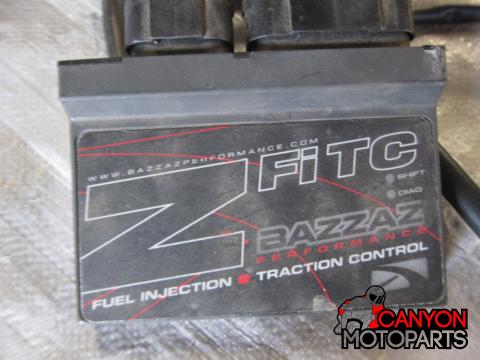 WWW.BAZZAZPERFORMANCE.COM
Z
Fi TC
SHIFT
DIAG
BAZZAZ
PERFORMANCE
FUEL INJECTION TRACTION CONTROL
CANYON
MOTOPARTS